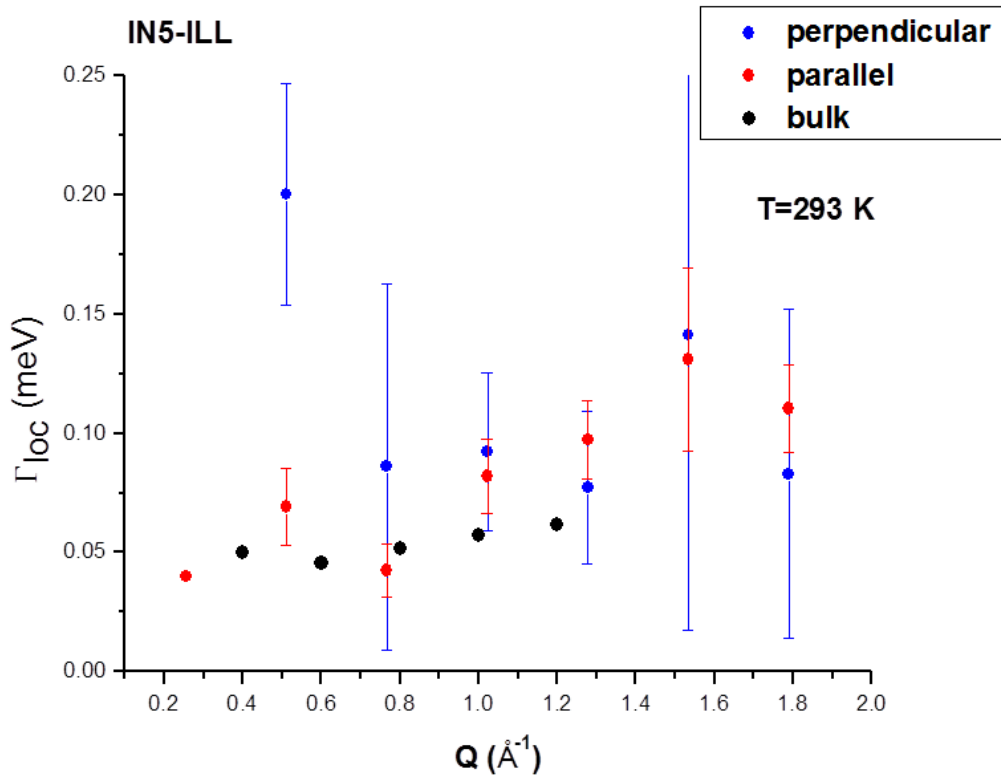 IN5-ILL
perpendicular
parallel
bulk
T=293 K
0.25
0.20
0.15
0.10
0.05
0.00
Γloc (meV)
0.2 0.4 0.6 0.8 1.0 1.2 1.4 1.6 1.8 2.0
Q (Å⁻¹)